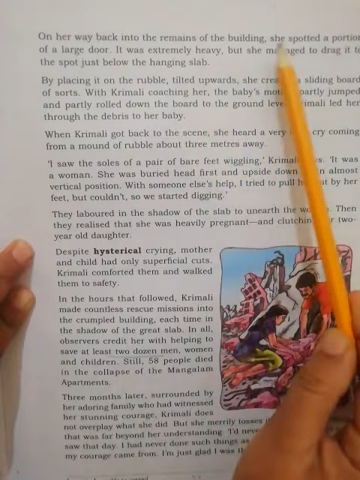 On her way back into the remains of the building, she spotted a portion
of a large door. It was extremely heavy, but she managed to drag it to
the spot just below the hanging slab.
By placing it on the rubble, tilted upwards, she a sliding board
of sorts. With Krimali coaching her, the baby's partly jumped
and partly rolled down the board to the ground Krimali led her
through the debris to her baby.
When Krimali got back to the scene, she heard a very cry coming
from a mound of rubble about three metres away.
'I saw the soles of a pair of bare feet wiggling,' 'It was
a woman. She was buried head first and upside down in an almost
vertical position. With someone else's help, I tried to pull by her
feet, but couldn't, so we started digging.'
They laboured in the shadow of the slab to unearth the Then
they realised that she was heavily pregnant—and clutching two-
year old daughter.
Despite hysterical crying, mother
and child had only superficial cuts.
Krimali comforted them and walked
them to safety.
In the hours that followed, Krimali
made countless rescue missions into
the crumpled building, each time in
the shadow of the great slab. In all,
observers credit her with helping to
save at least two dozen men, women
and children. Still, 58 people died
in the collapse of the Mangalam
Apartments.
Three months later, surrounded by
her adoring family who had witnessed
her stunning courage, Krimali does
not overplay what she did. But she merrily
that was far beyond her understanding. 'I'd never
saw that day. I had never done such things
my courage came from. I'm just glad I